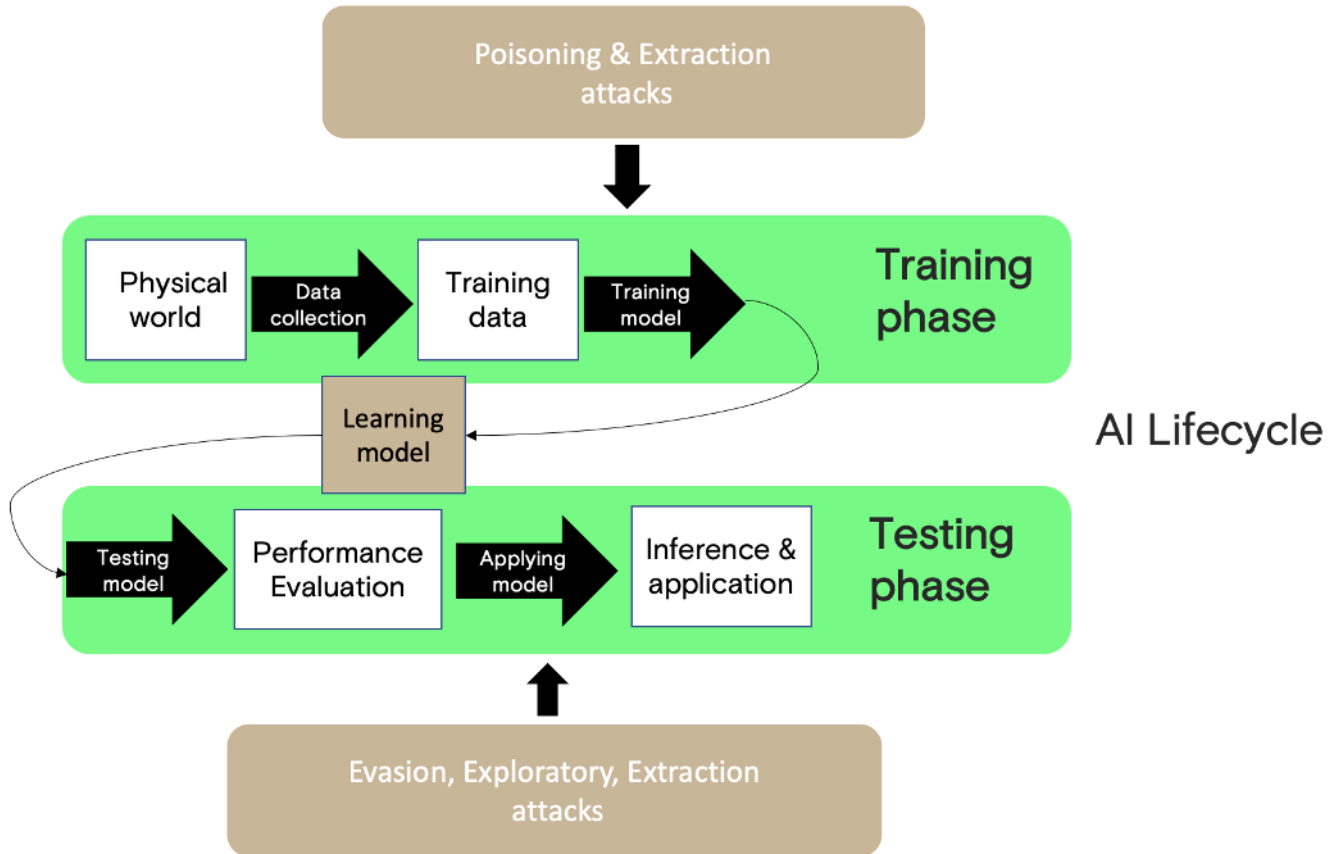 Poisoning & Extraction
attacks
Physical
world
Data
collection
Training
data
Training
model
Training
phase
Learning
model
AI Lifecycle
Testing
model
Performance
Evaluation
Applying
model
Inference &
application
Testing
phase
Evasion, Exploratory, Extraction
attacks